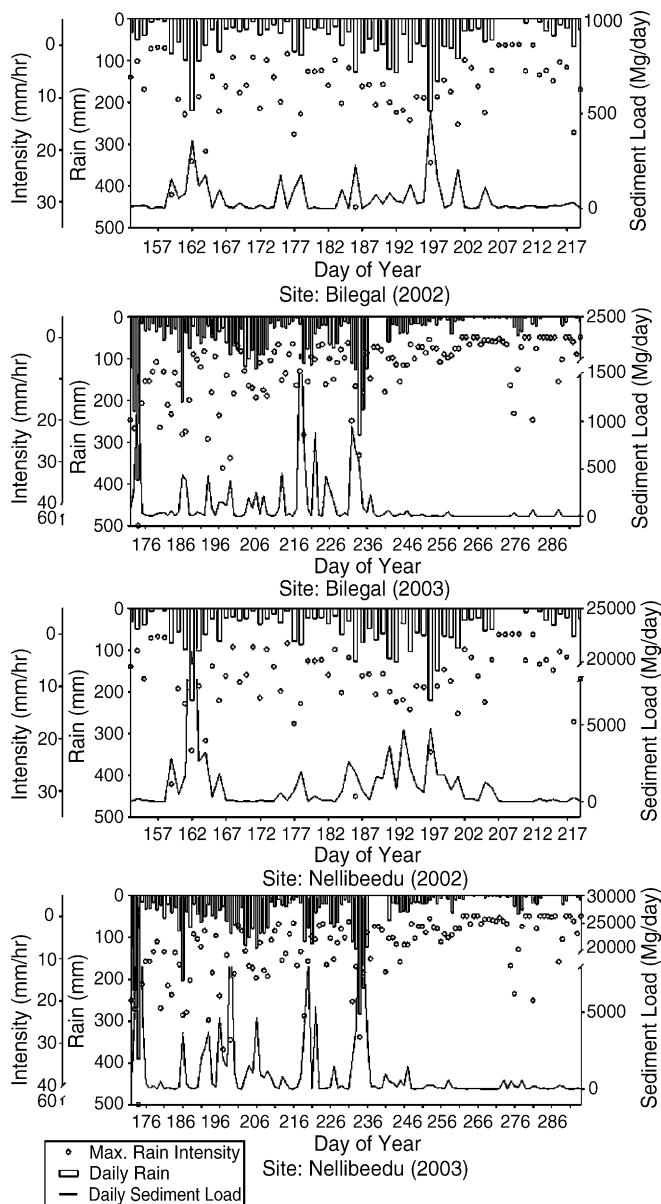 Intensity (mm/hr)
0
10
20
30
Rain (mm)
0
100
200
300
400
500
Sediment Load (Mg/day)
1000
500
0
157 162 167 172 177 182 187 192 197 202 207 212 217
Day of Year
Site: Bilegal (2002)
Intensity (mm/hr)
0
10
20
30
40
60
Rain (mm)
0
100
200
300
400
500
Sediment Load (Mg/day)
2500
1500
1000
500
0
176 186 196 206 216 226 236 246 256 266 276 286
Day of Year
Site: Bilegal (2003)
Intensity (mm/hr)
0
10
20
30
Rain (mm)
0
100
200
300
400
500
Sediment Load (Mg/day)
25000
20000
5000
0
157 162 167 172 177 182 187 192 197 202 207 212 217
Day of Year
Site: Nellibeedu (2002)
Intensity (mm/hr)
0
10
20
30
40
60
Rain (mm)
0
100
200
300
400
500
Sediment Load (Mg/day)
30000
25000
20000
5000
0
176 186 196 206 216 226 236 246 256 266 276 286
Day of Year
Site: Nellibeedu (2003)
Max. Rain Intensity
Daily Rain
Daily Sediment Load